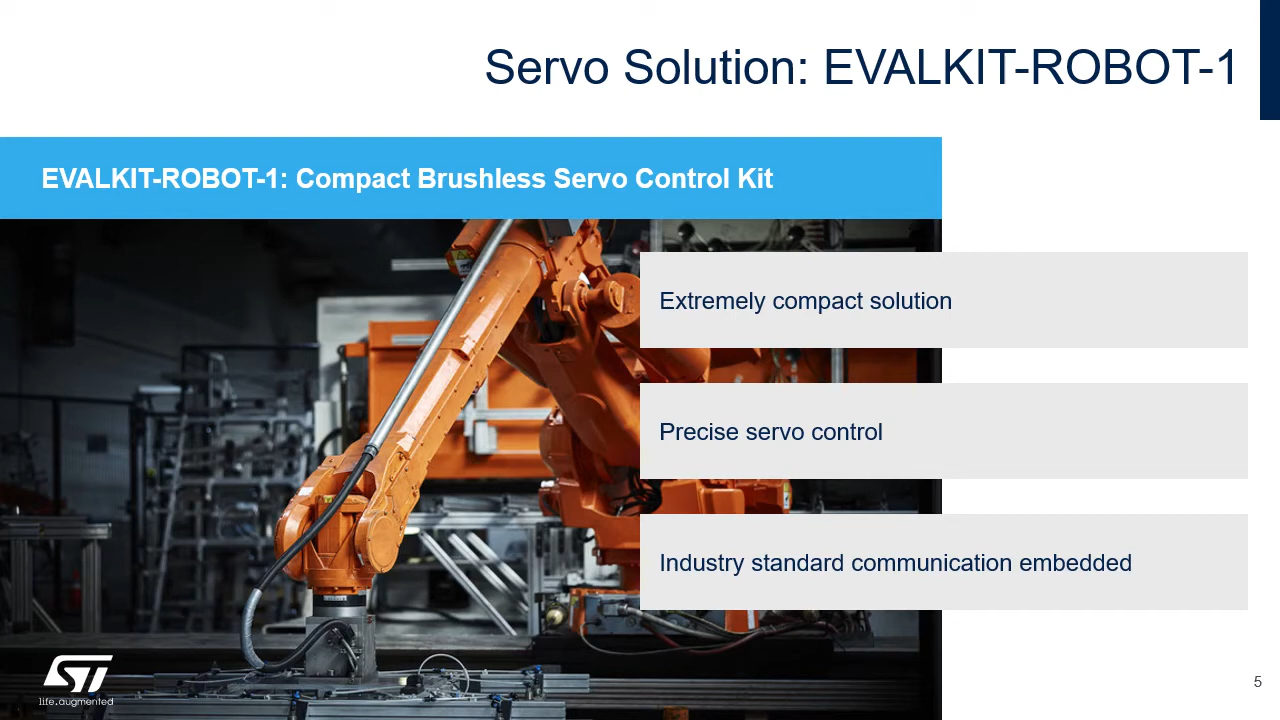 Servo Solution: EVALKIT-ROBOT-1
EVALKIT-ROBOT-1: Compact Brushless Servo Control Kit
Extremely compact solution
Precise servo control
Industry standard communication embedded
ST
life.augmented
5